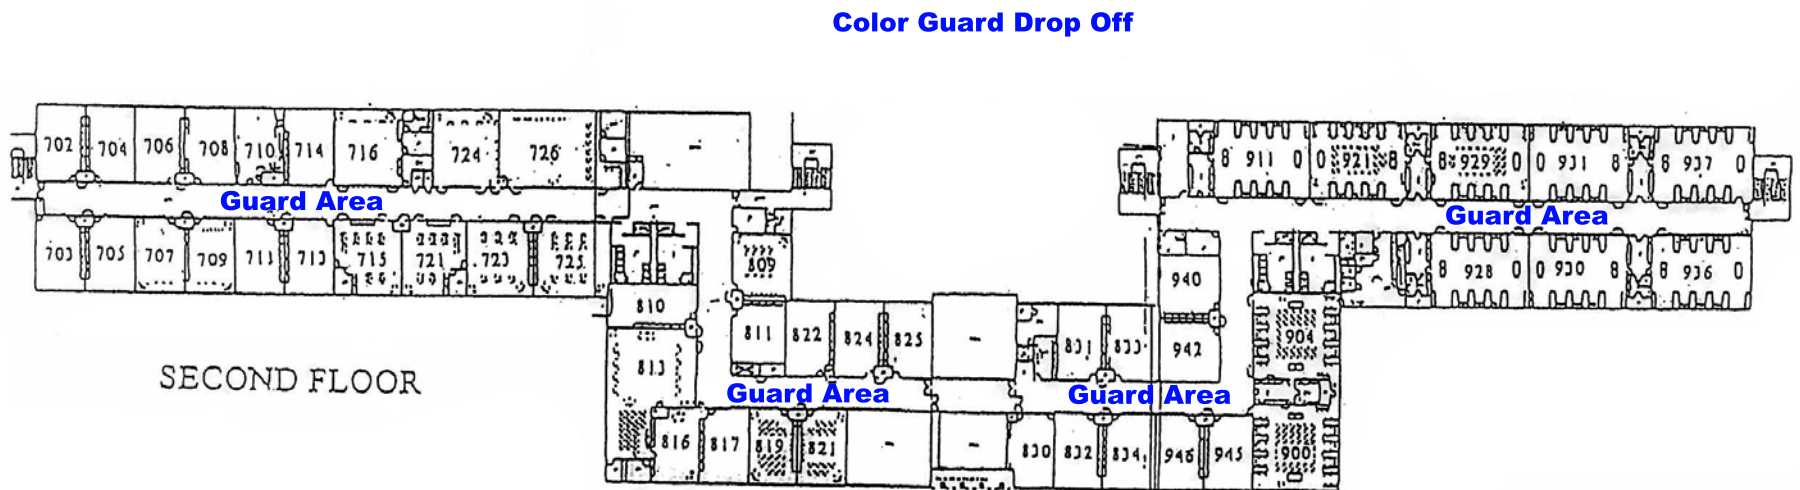 Color Guard Drop Off
702 704 706 708 710 714 716 724 726
911 921 929 931 937
8 0 8 8 0 0 8 8 0
Guard Area
Guard Area
703 705 707 709 711 713 715 721 723 725
809
940
928 930 936
8 0 0 8 8 0
810
811 822 824 825
831 833
942
904
813
SECOND FLOOR
Guard Area
Guard Area
816 817 819 821
830 832 834 946 945
900